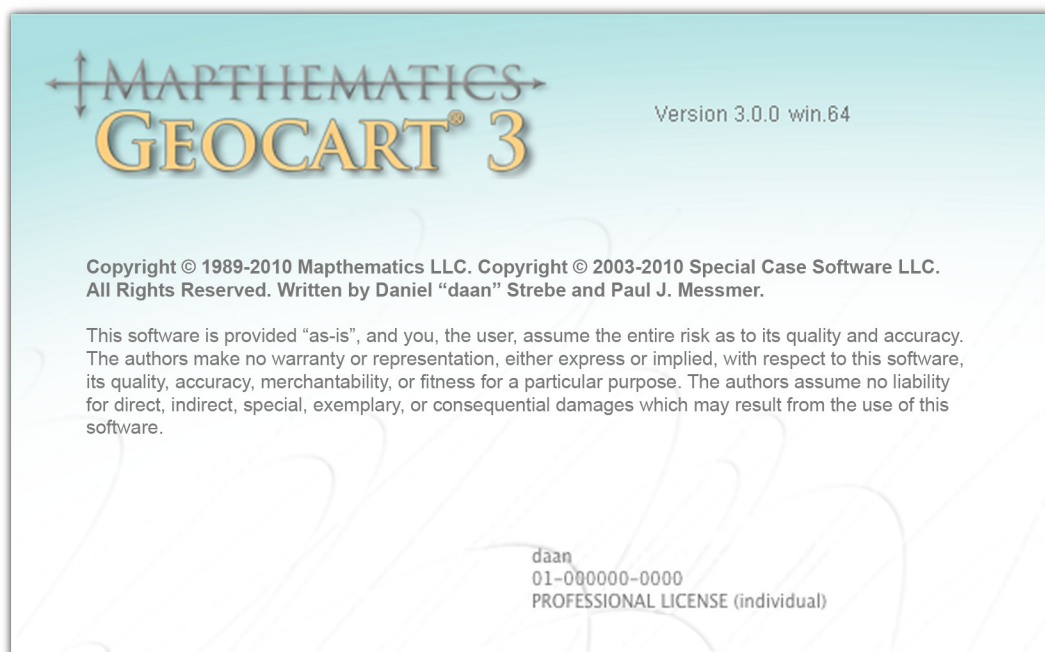 MAPTHEMATICS
GEOCART® 3
Version 3.0.0 win.64
Copyright © 1989-2010 Mapthematics LLC. Copyright © 2003-2010 Special Case Software LLC.
All Rights Reserved. Written by Daniel “daan” Strebe and Paul J. Messmer.
This software is provided “as-is”, and you, the user, assume the entire risk as to its quality and accuracy.
The authors make no warranty or representation, either express or implied, with respect to this software,
its quality, accuracy, merchantability, or fitness for a particular purpose. The authors assume no liability
for direct, indirect, special, exemplary, or consequential damages which may result from the use of this
software.
daan
01-000000-0000
PROFESSIONAL LICENSE (individual)